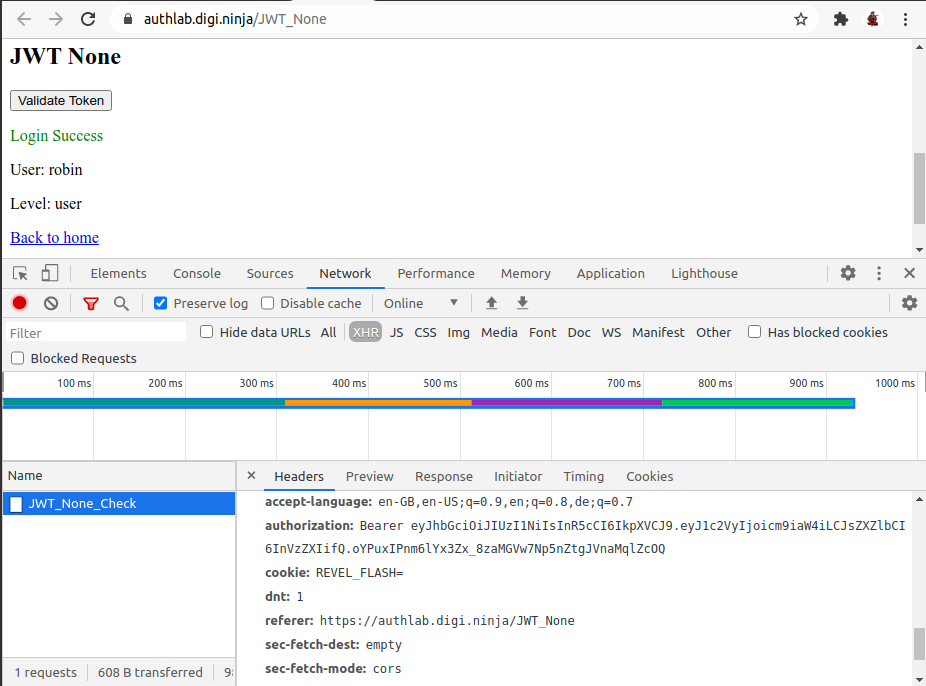 authlab.digi.ninja/JWT_None
JWT None
Validate Token
Login Success
User: robin
Level: user
Back to home
Elements Console Sources Network Performance Memory Application Lighthouse
Preserve log Disable cache Online
Filter Hide data URLs All XHR JS CSS Img Media Font Doc WS Manifest Other Has blocked cookies
Blocked Requests
100 ms 200 ms 300 ms 400 ms 500 ms 600 ms 700 ms 800 ms 900 ms 1000 ms
Name Headers Preview Response Initiator Timing Cookies
JWT_None_Check
accept-language: en-GB,en-US;q=0.9,en;q=0.8,de;q=0.7
authorization: Bearer eyJhbGciOiJIUzI1NiIsInR5cCI6IkpXVCJ9.eyJ1c2VyIjoicm9iaW4iLCJsZXZlbCI
6InVzZXIifQ.oYPuxIPnm6lYx3Zx_8zaMGVw7Np5nZtgJVnaMqlZcOQ
cookie: REVEL_FLASH=
dnt: 1
referer: https://authlab.digi.ninja/JWT_None
sec-fetch-dest: empty
sec-fetch-mode: cors
1 requests 608 B transferred